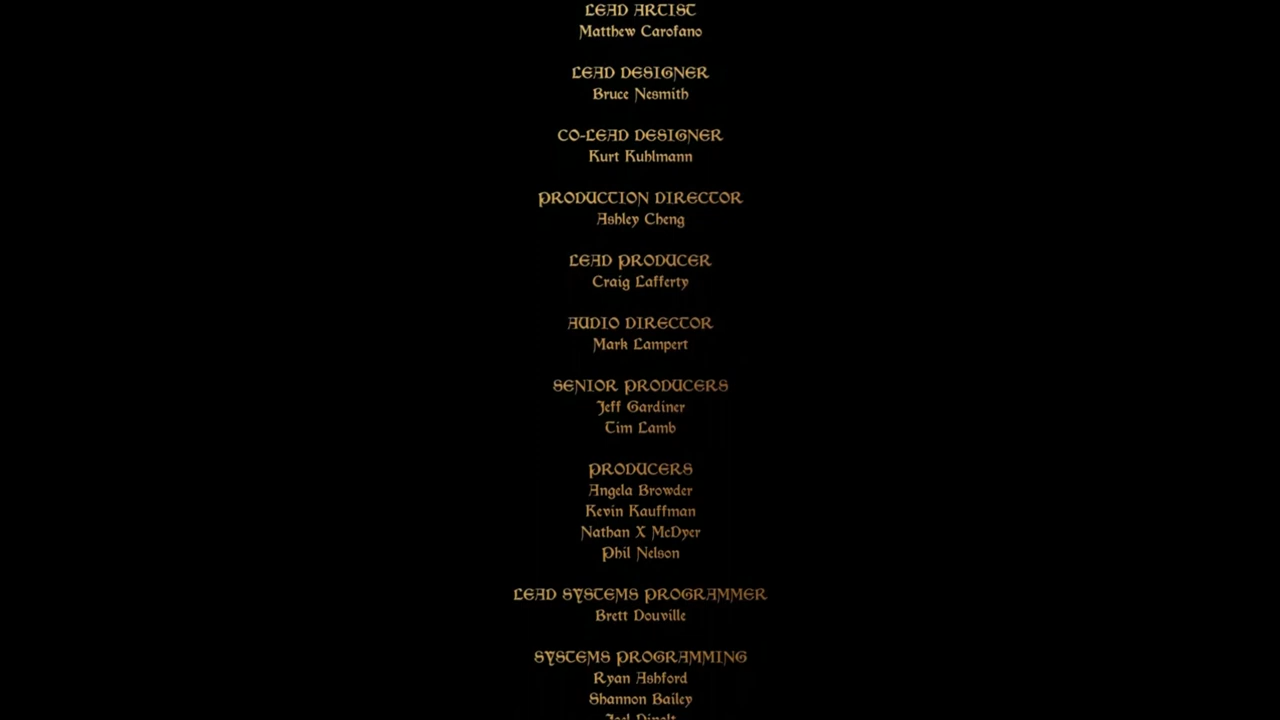 LEAD ARTIST
Matthew Carofano
LEAD DESIGNER
Bruce Nesmith
CO-LEAD DESIGNER
Kurt Kuhlmann
PRODUCTION DIRECTOR
Ashley Cheng
LEAD PRODUCER
Craig Lafferty
AUDIO DIRECTOR
Mark Lampert
SENIOR PRODUCERS
Jeff Gardiner
Tim Lamb
PRODUCERS
Angela Browder
Kevin Kauffman
Nathan X McDyer
Phil Nelson
LEAD SYSTEMS PROGRAMMER
Brett Douville
SYSTEMS PROGRAMMING
Ryan Ashford
Shannon Bailey
Joel Dinolt